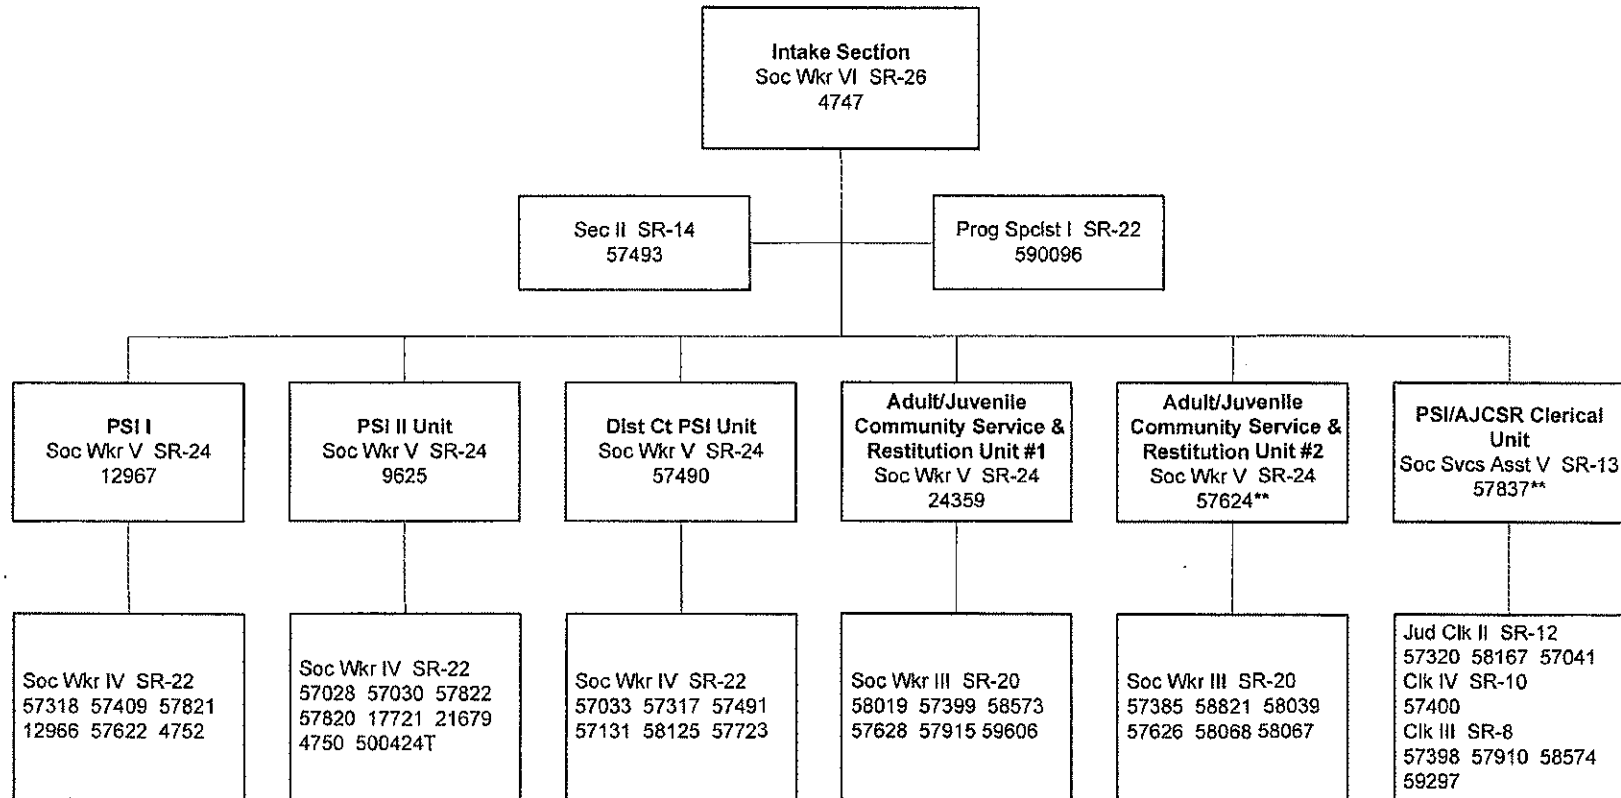 Intake Section
Soc Wkr VI SR-26
4747
Sec II SR-14
57493
Prog Spclst I SR-22
590096
PSI I
Soc Wkr V SR-24
12967
PSI II Unit
Soc Wkr V SR-24
9625
Dist Ct PSI Unit
Soc Wkr V SR-24
57490
Adult/Juvenile
Community Service &
Restitution Unit #1
Soc Wkr V SR-24
24359
Adult/Juvenile
Community Service &
Restitution Unit #2
Soc Wkr V SR-24
57624**
PSI/AJCSR Clerical
Unit
Soc Svcs Asst V SR-13
57837**
Soc Wkr IV SR-22
57318 57409 57821
12966 57622 4752
Soc Wkr IV SR-22
57028 57030 57822
57820 17721 21679
4750 500424T
Soc Wkr IV SR-22
57033 57317 57491
57131 58125 57723
Soc Wkr III SR-20
58019 57399 58573
57628 57915 59606
Soc Wkr III SR-20
57385 58821 58039
57626 58068 58067
Jud Clk II SR-12
57320 58167 57041
Clk IV SR-10
57400
Clk III SR-8
57398 57910 58574
59297